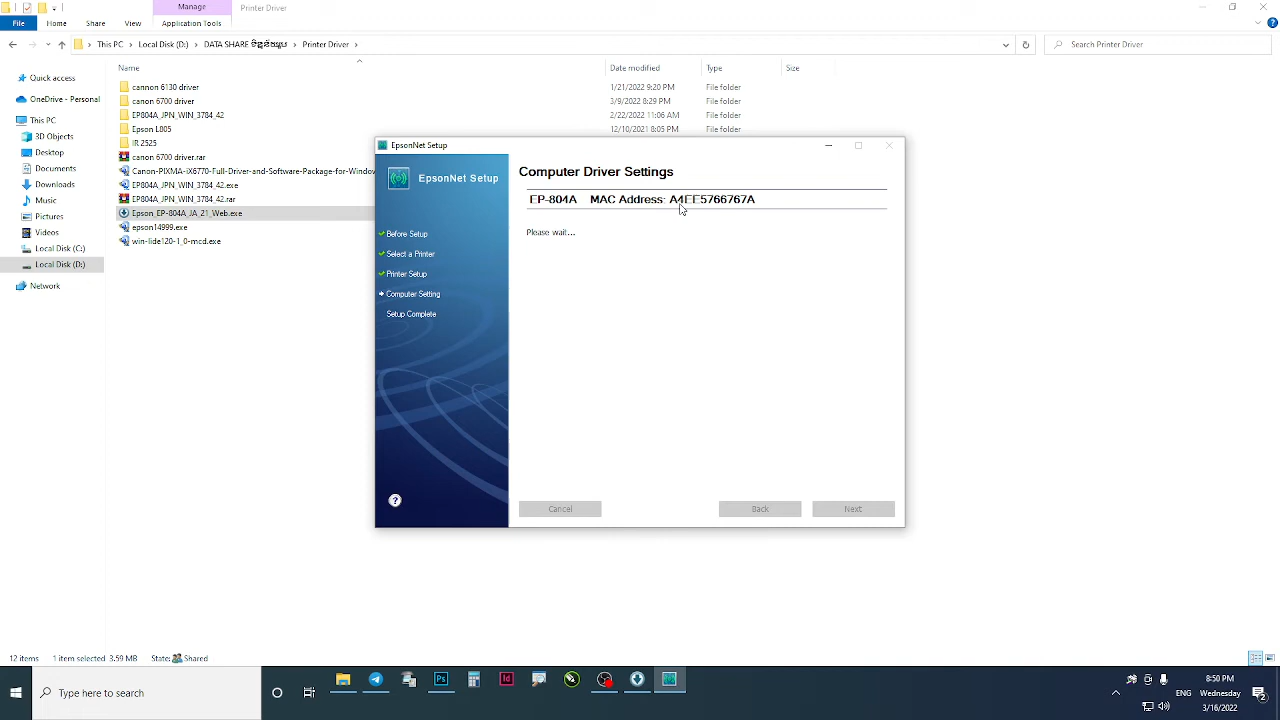 Manage
Printer Driver
File
Home
Share
View
Application Tools
This PC
Local Disk (D:)
DATA SHARE
Printer Driver
Search Printer Driver
Name
Date modified
Type
Size
Quick access
OneDrive - Personal
This PC
3D Objects
Desktop
Documents
Downloads
Music
Pictures
Videos
Local Disk (C:)
Local Disk (D:)
Network
cannon 6130 driver
1/21/2022 9:20 PM
File folder
canon 6700 driver
3/9/2022 8:29 PM
File folder
EP804A_JPN_WIN_3784_42
2/22/2022 11:06 AM
File folder
Epson L805
12/10/2021 8:05 PM
File folder
IR 2525
canon 6700 driver.rar
Canon-PIXMA-iX6770-Full-Driver-and-Software-Package-for-Window
EP804A_JPN_WIN_3784_42.exe
EP804A_JPN_WIN_3784_42.rar
Epson_EP-804A JA_21_Web.exe
epson14999.exe
win-lide120-1_0-mcd.exe
EpsonNet Setup
EpsonNet Setup
Before Setup
Select a Printer
Printer Setup
Computer Setting
Setup Complete
?
Computer Driver Settings
EP-804A MAC Address: A4EE5766767A
Please wait...
Cancel
Back
Next
12 items
1 item selected 3.59 MB
State:
Shared
Type here to search
Ps
Id
ENG
8:50 PM
Wednesday
3/16/2022
2